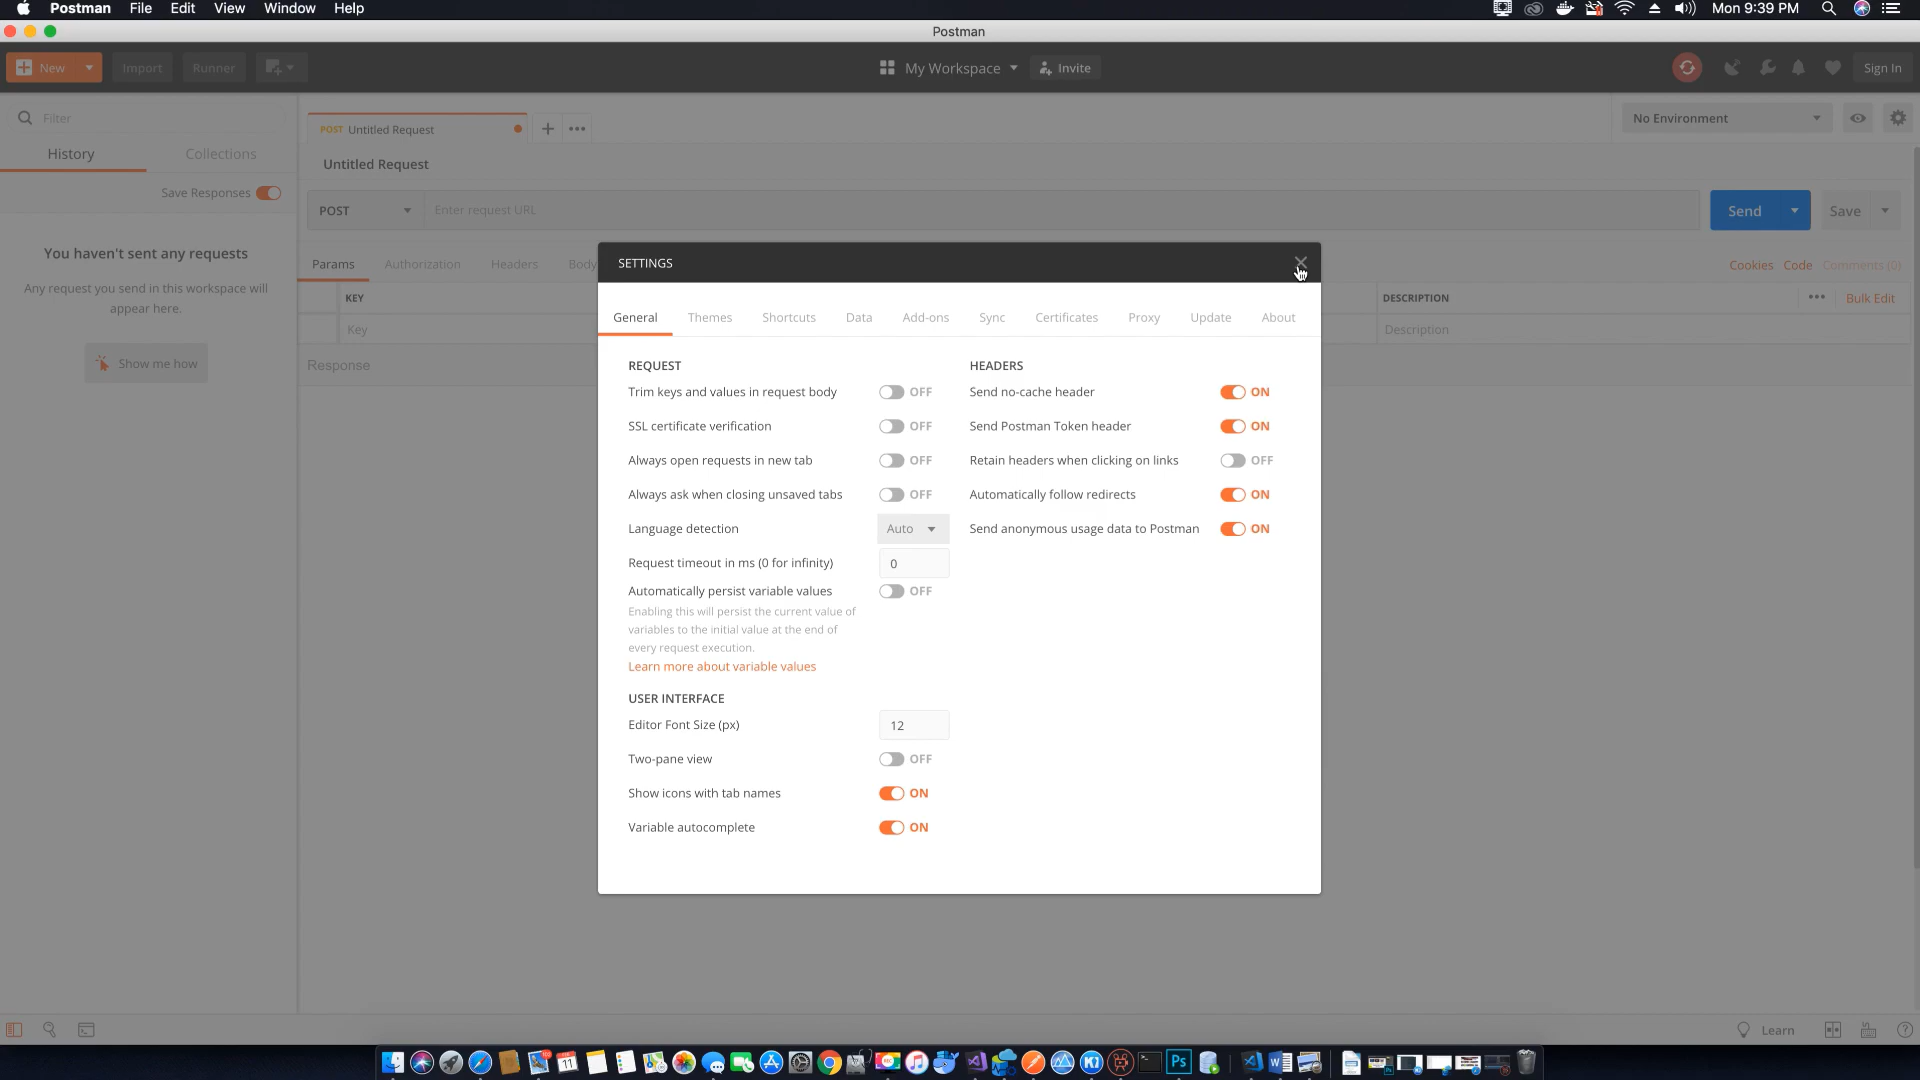 Postman File Edit View Window Help
Mon 9:39 PM
Postman
New Import Runner
My Workspace Invite
Sign In
Filter
POST Untitled Request
No Environment
History Collections
Untitled Request
Save Responses
POST Enter request URL
Send Save
You haven't sent any requests
Any request you send in this workspace will
appear here.
Show me how
Params Authorization Headers Body
Cookies Code Comments (0)
KEY
DESCRIPTION
Bulk Edit
Key
Description
Response
SETTINGS
General Themes Shortcuts Data Add-ons Sync Certificates Proxy Update About
REQUEST
Trim keys and values in request body OFF
SSL certificate verification OFF
Always open requests in new tab OFF
Always ask when closing unsaved tabs OFF
Language detection Auto
Request timeout in ms (0 for infinity) 0
Automatically persist variable values OFF
Enabling this will persist the current value of
variables to the initial value at the end of
every request execution.
Learn more about variable values
USER INTERFACE
Editor Font Size (px) 12
Two-pane view OFF
Show icons with tab names ON
Variable autocomplete ON
HEADERS
Send no-cache header ON
Send Postman Token header ON
Retain headers when clicking on links OFF
Automatically follow redirects ON
Send anonymous usage data to Postman ON
Learn
11
Ps